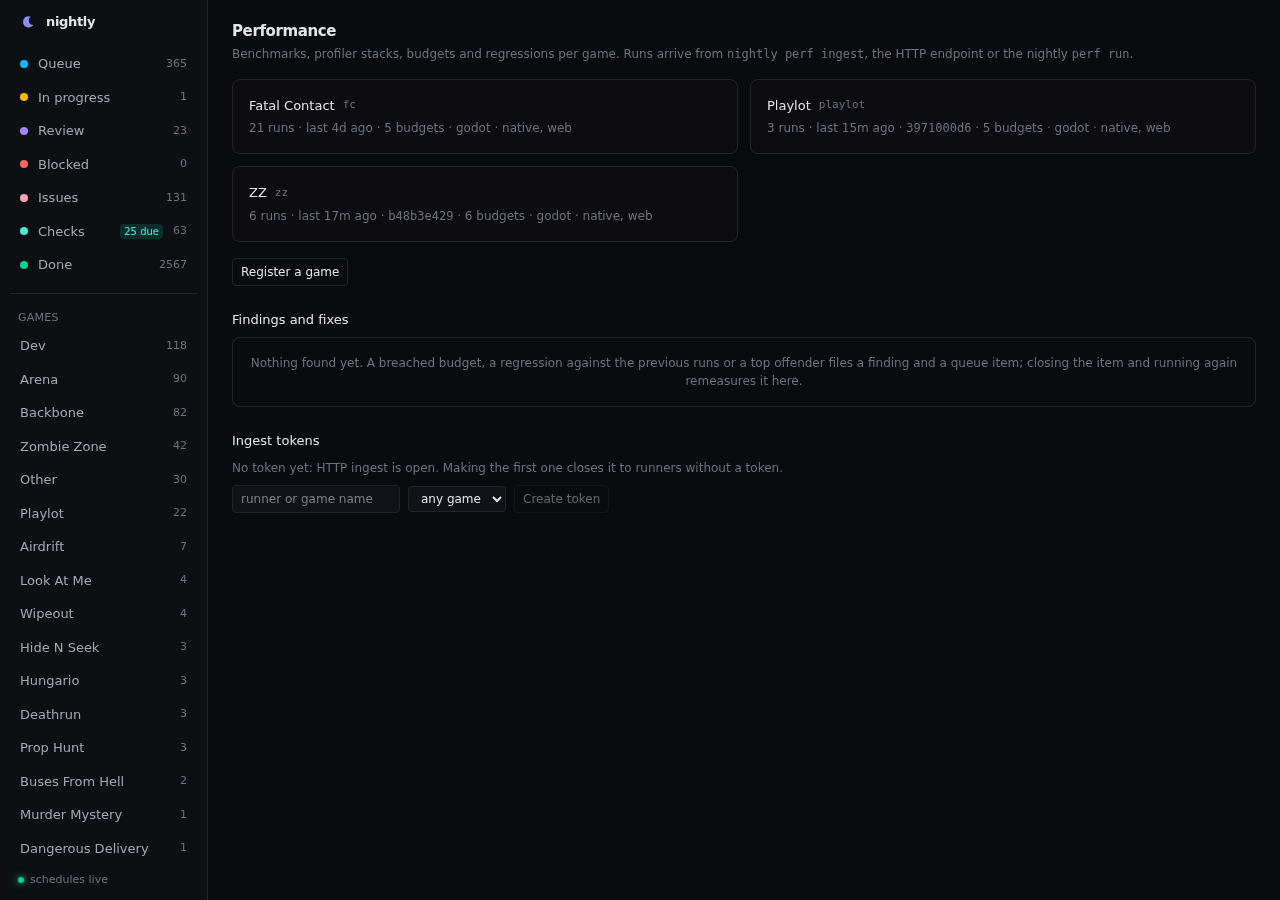 nightly
Queue 365
In progress 1
Review 23
Blocked 0
Issues 131
Checks 25 due 63
Done 2567
GAMES
Dev 118
Arena 90
Backbone 82
Zombie Zone 42
Other 30
Playlot 22
Airdrift 7
Look At Me 4
Wipeout 4
Hide N Seek 3
Hungario 3
Deathrun 3
Prop Hunt 3
Buses From Hell 2
Murder Mystery 1
Dangerous Delivery 1
schedules live
Performance
Benchmarks, profiler stacks, budgets and regressions per game. Runs arrive from nightly perf ingest, the HTTP endpoint or the nightly perf run.
Fatal Contact fc
21 runs · last 4d ago · 5 budgets · godot · native, web
Playlot playlot
3 runs · last 15m ago · 3971000d6 · 5 budgets · godot · native, web
ZZ zz
6 runs · last 17m ago · b48b3e429 · 6 budgets · godot · native, web
Register a game
Findings and fixes
Nothing found yet. A breached budget, a regression against the previous runs or a top offender files a finding and a queue item; closing the item and running again
remeasures it here.
Ingest tokens
No token yet: HTTP ingest is open. Making the first one closes it to runners without a token.
runner or game name any game Create token